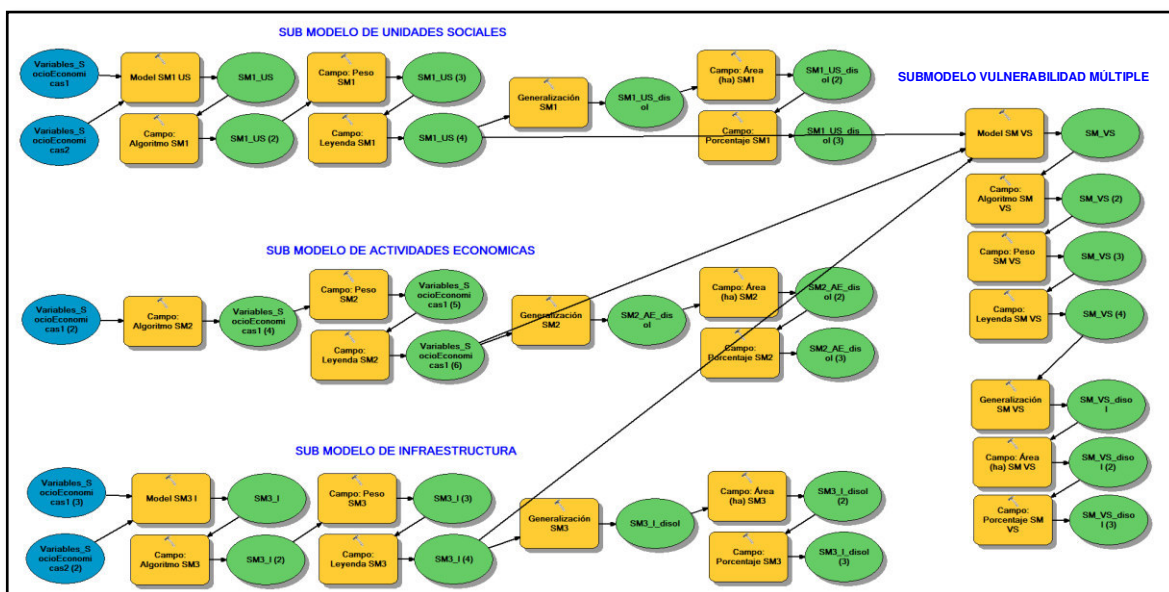 SUB MODELO DE UNIDADES SOCIALES
Variables_S
ocioEconomi
cas1
Model SM1 US
SM1_US
Campo: Peso
SM1
SM1_US (3)
Variables_S
ocioEconomi
cas2
Campo:
Algoritmo SM1
SM1_US (2)
Campo:
Leyenda SM1
SM1_US (4)
Generalización
SM1
SM1_US_dis
ol
Campo: Área
(ha) SM1
SM1_US_dis
ol (2)
Campo:
Porcentaje SM1
SM1_US_dis
ol (3)
SUB MODELO DE ACTIVIDADES ECONOMICAS
Variables_S
ocioEconomi
cas1 (2)
Campo:
Algoritmo SM2
Variables_S
ocioEconomi
cas1 (4)
Campo: Peso
SM2
Variables_S
ocioEconomi
cas1 (5)
Campo:
Leyenda SM2
Variables_S
ocioEconomi
cas1 (6)
Generalización
SM2
SM2_AE_dis
ol
Campo: Área
(ha) SM2
SM2_AE_dis
ol (2)
Campo:
Porcentaje SM2
SM2_AE_dis
ol (3)
SUB MODELO DE INFRAESTRUCTURA
Variables_S
ocioEconomi
cas1 (3)
Model SM3 I
SM3_I
Campo: Peso
SM3
SM3_I (3)
Variables_S
ocioEconomi
cas2 (2)
Campo:
Algoritmo SM3
SM3_I (2)
Campo:
Leyenda SM3
SM3_I (4)
Generalización
SM3
SM3_I_disol
Campo: Área
(ha) SM3
SM3_I_disol
(2)
Campo:
Porcentaje SM3
SM3_I_disol
(3)
SUBMODELO VULNERABILIDAD MÚLTIPLE
Model SM VS
SM_VS
Campo:
Algoritmo SM
VS
SM_VS (2)
Campo: Peso
SM VS
SM_VS (3)
Campo:
Leyenda SM VS
SM_VS (4)
Generalización
SM VS
SM_VS_diso
l
Campo: Área
(ha) SM VS
SM_VS_diso
l (2)
Campo:
Porcentaje SM
VS
SM_VS_diso
l (3)